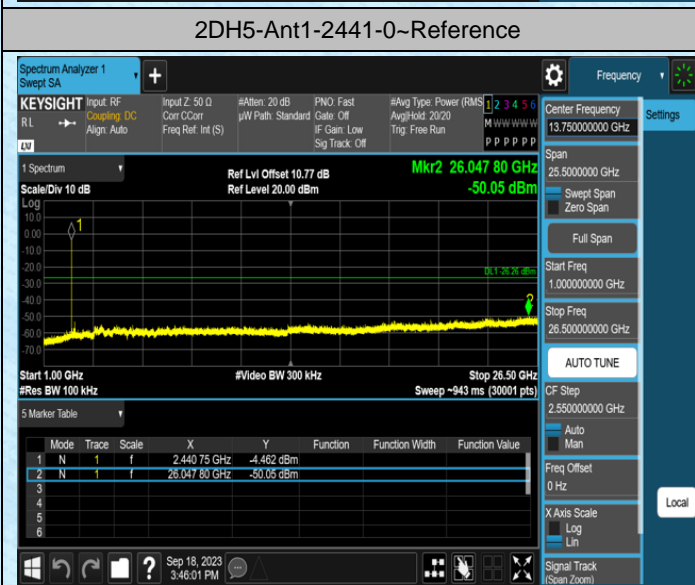 2DH5-Ant1-2441-0~Reference
Spectrum Analyzer 1
Swept SA
+
Frequency
KEYSIGHT
RL
LXI
Input: RF
Coupling: DC
Align: Auto
Input Z: 50 Ω
Corr CCorr
Freq Ref: Int (S)
#Atten: 20 dB
µW Path: Standard
PNO: Fast
Gate: Off
IF Gain: Low
Sig Track: Off
#Avg Type: Power (RMS
Avg|Hold: 20/20
Trig: Free Run
1 2 3 4 5 6
M W W W W W
P P P P P P
Center Frequency
13.750000000 GHz
Settings
1 Spectrum
Scale/Div 10 dB
Ref Lvl Offset 10.77 dB
Ref Level 20.00 dBm
Mkr2 26.047 80 GHz
-50.05 dBm
Span
25.5000000 GHz
Swept Span
Zero Span
Full Span
Start Freq
1.000000000 GHz
Stop Freq
26.500000000 GHz
AUTO TUNE
CF Step
2.550000000 GHz
Auto
Man
Freq Offset
0 Hz
X Axis Scale
Log
Lin
Signal Track
(Span Zoom)
Local
Log
10.0
0.00
-10.0
-20.0
-30.0
-40.0
-50.0
-60.0
-70.0
1
DL1 -26.26 dBm
2
Start 1.00 GHz
#Res BW 100 kHz
#Video BW 300 kHz
Stop 26.50 GHz
Sweep ~943 ms (30001 pts)
5 Marker Table
Mode Trace Scale X Y Function Function Width Function Value
1 N 1 f 2.440 75 GHz -4.462 dBm
2 N 1 f 26.047 80 GHz -50.05 dBm
3
4
5
6
?
Sep 18, 2023
3:46:01 PM